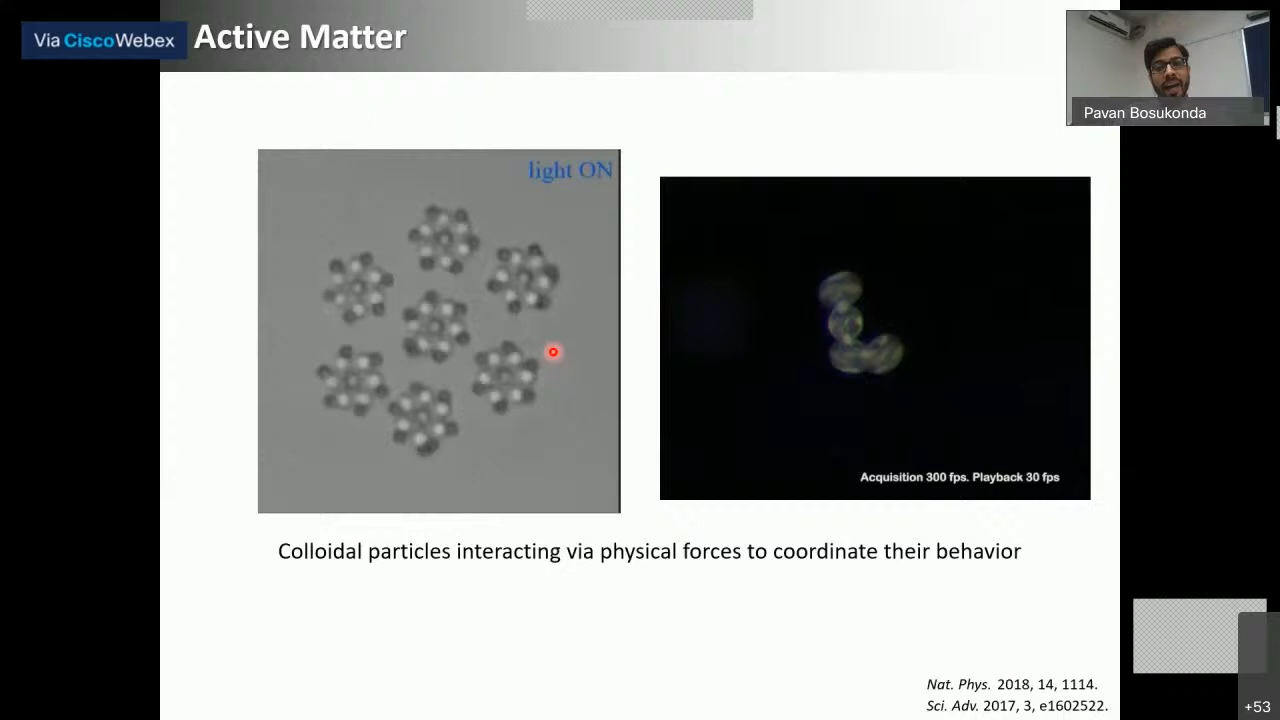 Via Cisco Webex
Active Matter
Pavan Bosukonda
light ON
Acquisition 300 fps. Playback 30 fps
Colloidal particles interacting via physical forces to coordinate their behavior
Nat. Phys. 2018, 14, 1114.
Sci. Adv. 2017, 3, e1602522.
+53